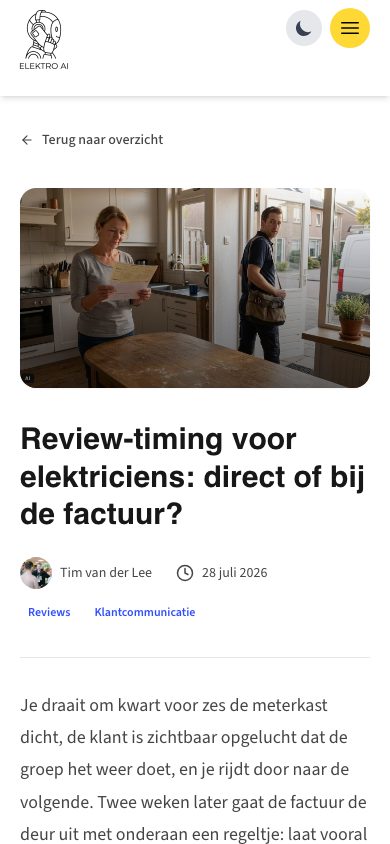 ELEKTRO AI
Terug naar overzicht
AI
Review-timing voor
elektriciens: direct of bij
de factuur?
Tim van der Lee
28 juli 2026
Reviews Klantcommunicatie
Je draait om kwart voor zes de meterkast
dicht, de klant is zichtbaar opgelucht dat de
groep het weer doet, en je rijdt door naar de
volgende. Twee weken later gaat de factuur de
deur uit met onderaan een regeltje: laat vooral